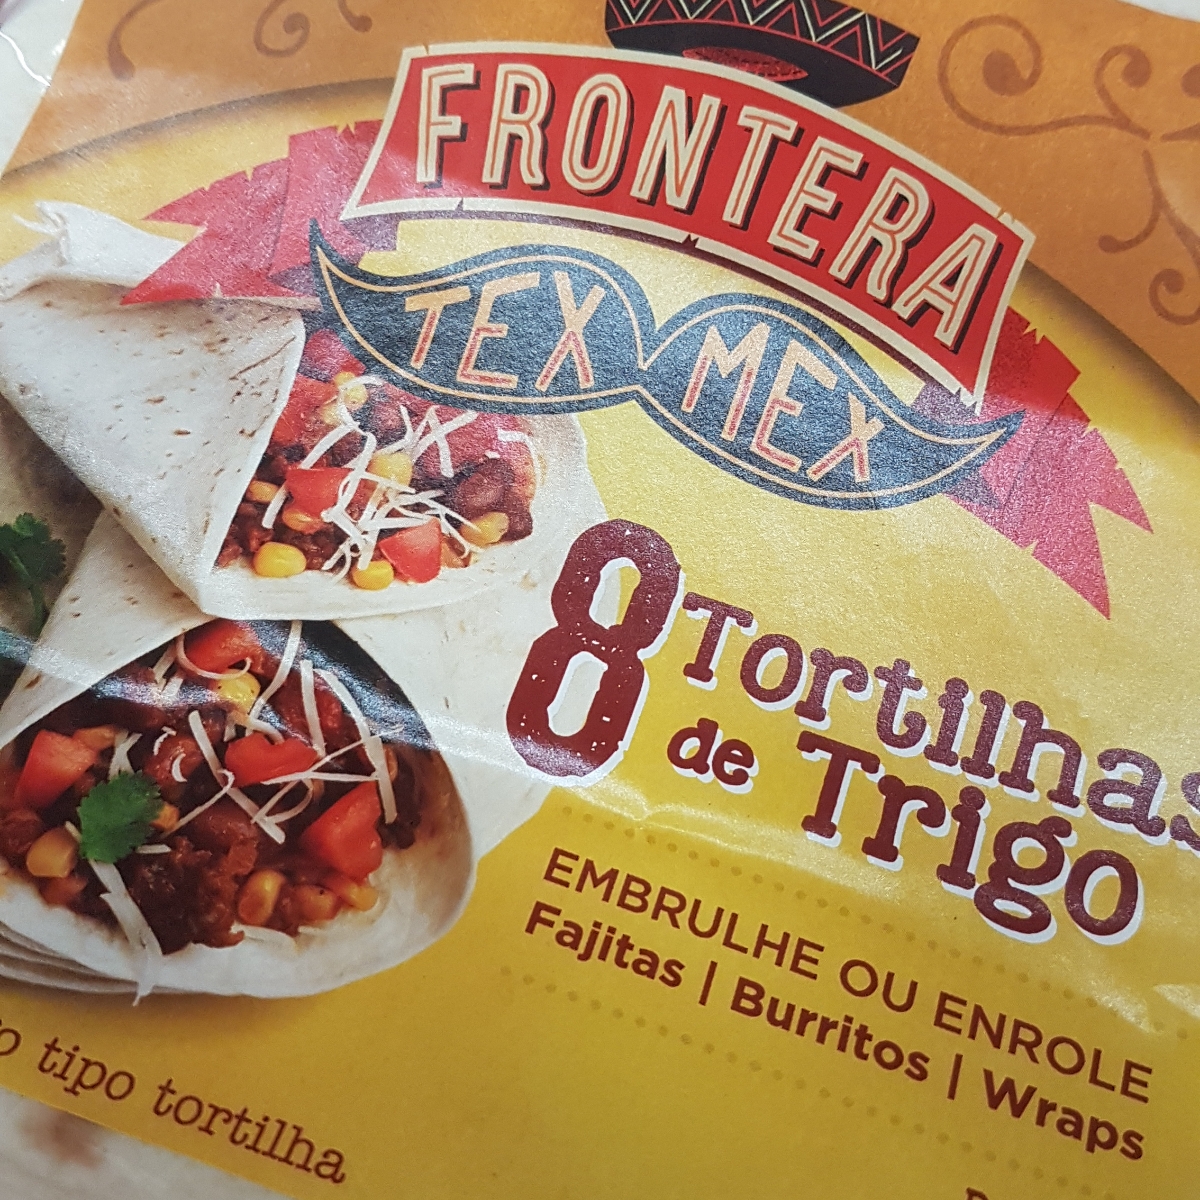 FRONTERA
TEX MEX
8 Tortilhas
de Trigo
EMBRULHE OU ENROLE
Fajitas | Burritos | Wraps
tipo tortilha